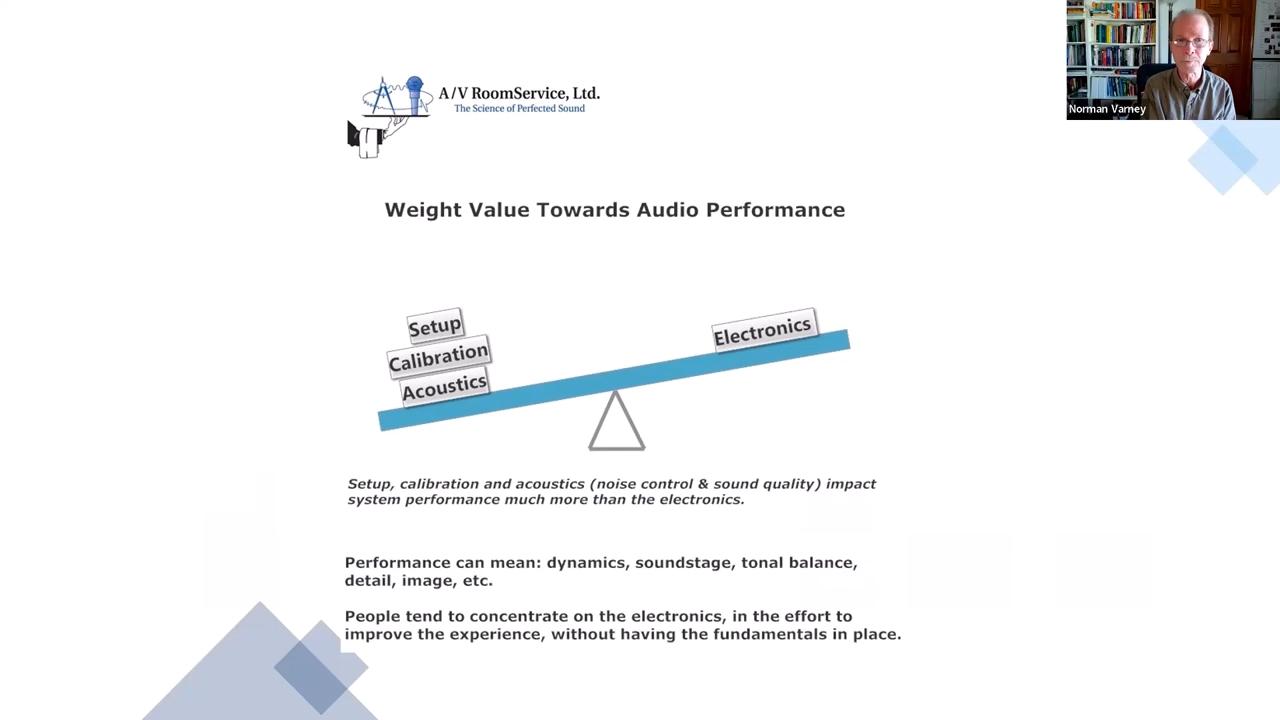 A/V RoomService, Ltd.
The Science of Perfected Sound
Norman Varney
Weight Value Towards Audio Performance
Setup
Calibration
Acoustics
Electronics
Setup, calibration and acoustics (noise control & sound quality) impact
system performance much more than the electronics.
Performance can mean: dynamics, soundstage, tonal balance,
detail, image, etc.
People tend to concentrate on the electronics, in the effort to
improve the experience, without having the fundamentals in place.